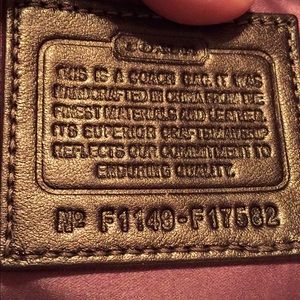 COACH
THIS IS A COACH BAG. IT WAS
HANDCRAFTED IN CHINA FROM THE
FINEST MATERIALS AND LEATHER.
ITS SUPERIOR CRAFTSMANSHIP
REFLECTS OUR COMMITMENT TO
ENDURING QUALITY.
Nº F1149-F17582